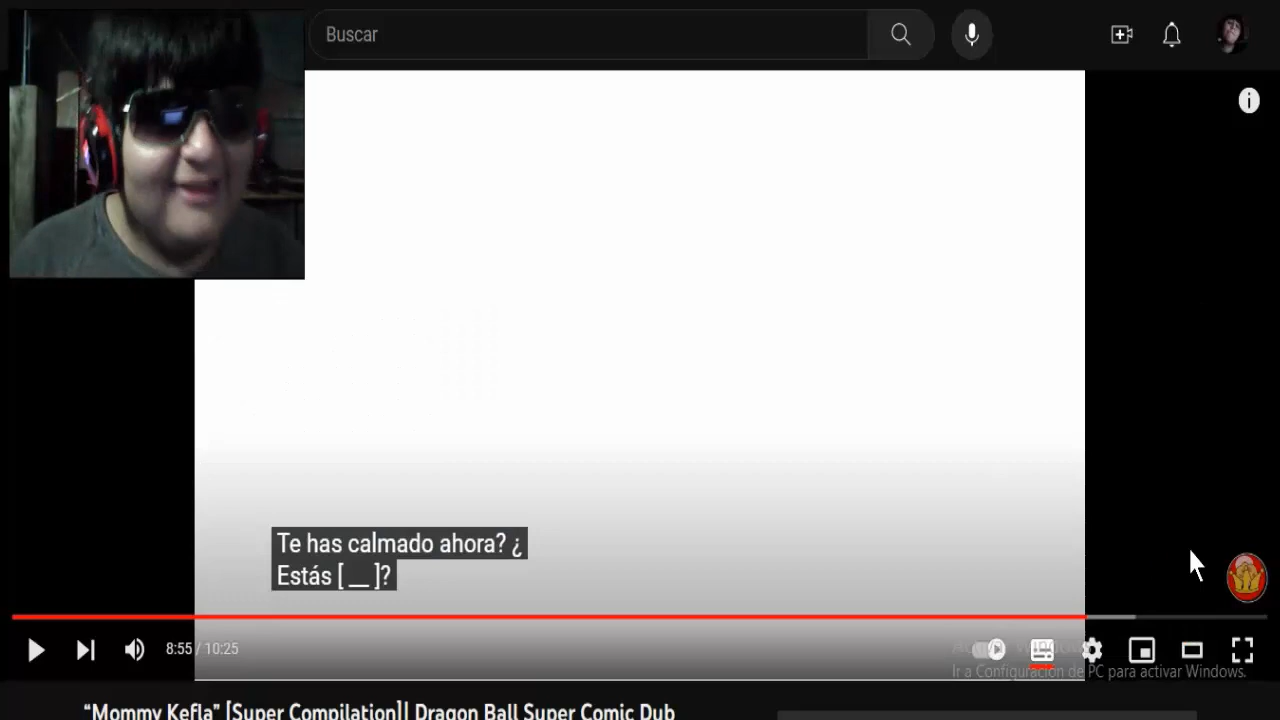 Buscar
Te has calmado ahora? ¿
Estás [ __ ]?
8:55 / 10:25
Ir a Configuración de PC para activar Windows.
“Mommy Kefla” [Super Compilation]| Dragon Ball Super Comic Dub